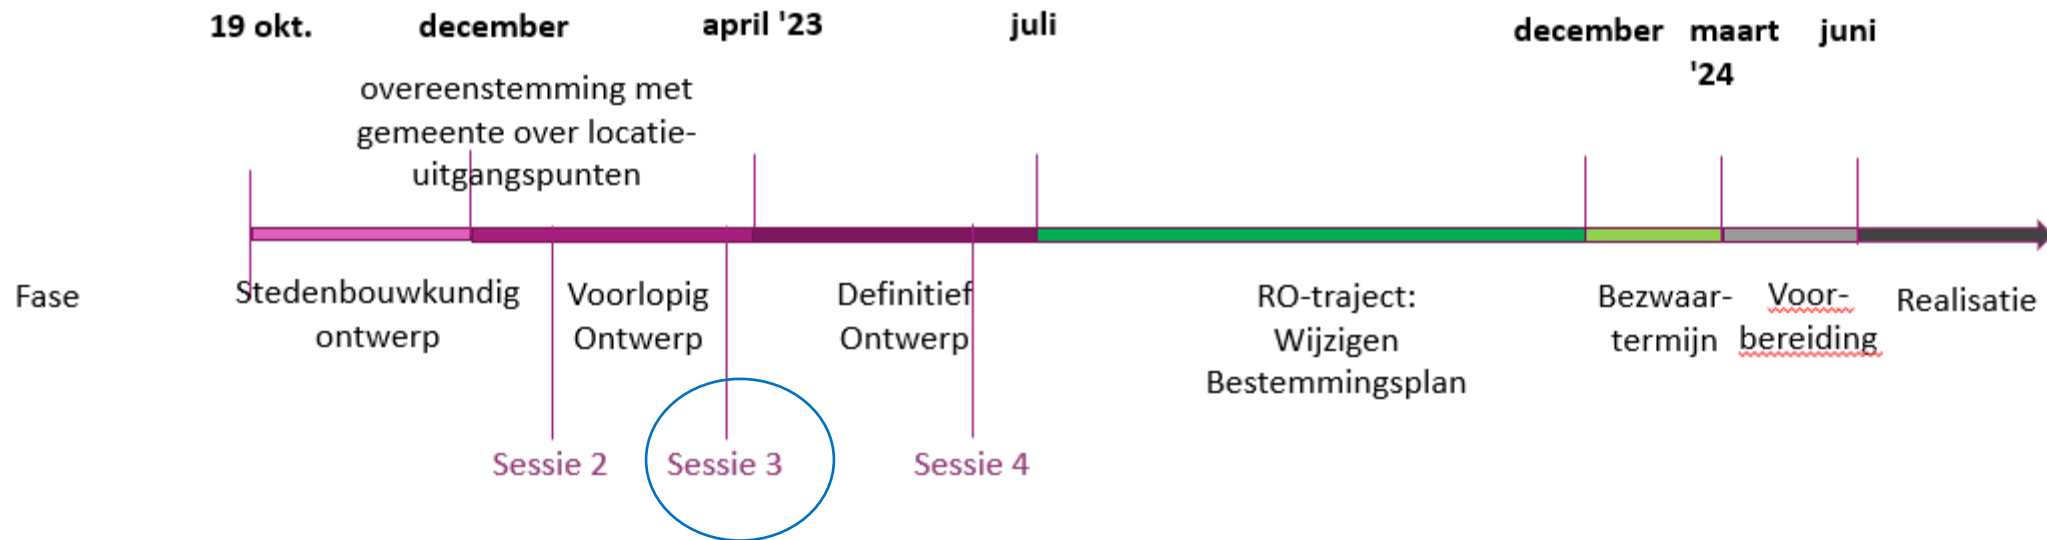 19 okt.
december
april '23
juli
december
maart
'24
juni
overeenstemming met
gemeente over locatie-
uitgangspunten
Fase
Stedenbouwkundig
ontwerp
Voorlopig
Ontwerp
Definitief
Ontwerp
RO-traject:
Wijzigen
Bestemmingsplan
Bezwaar-
termijn
Voor-
bereiding
Realisatie
Sessie 2
Sessie 3
Sessie 4